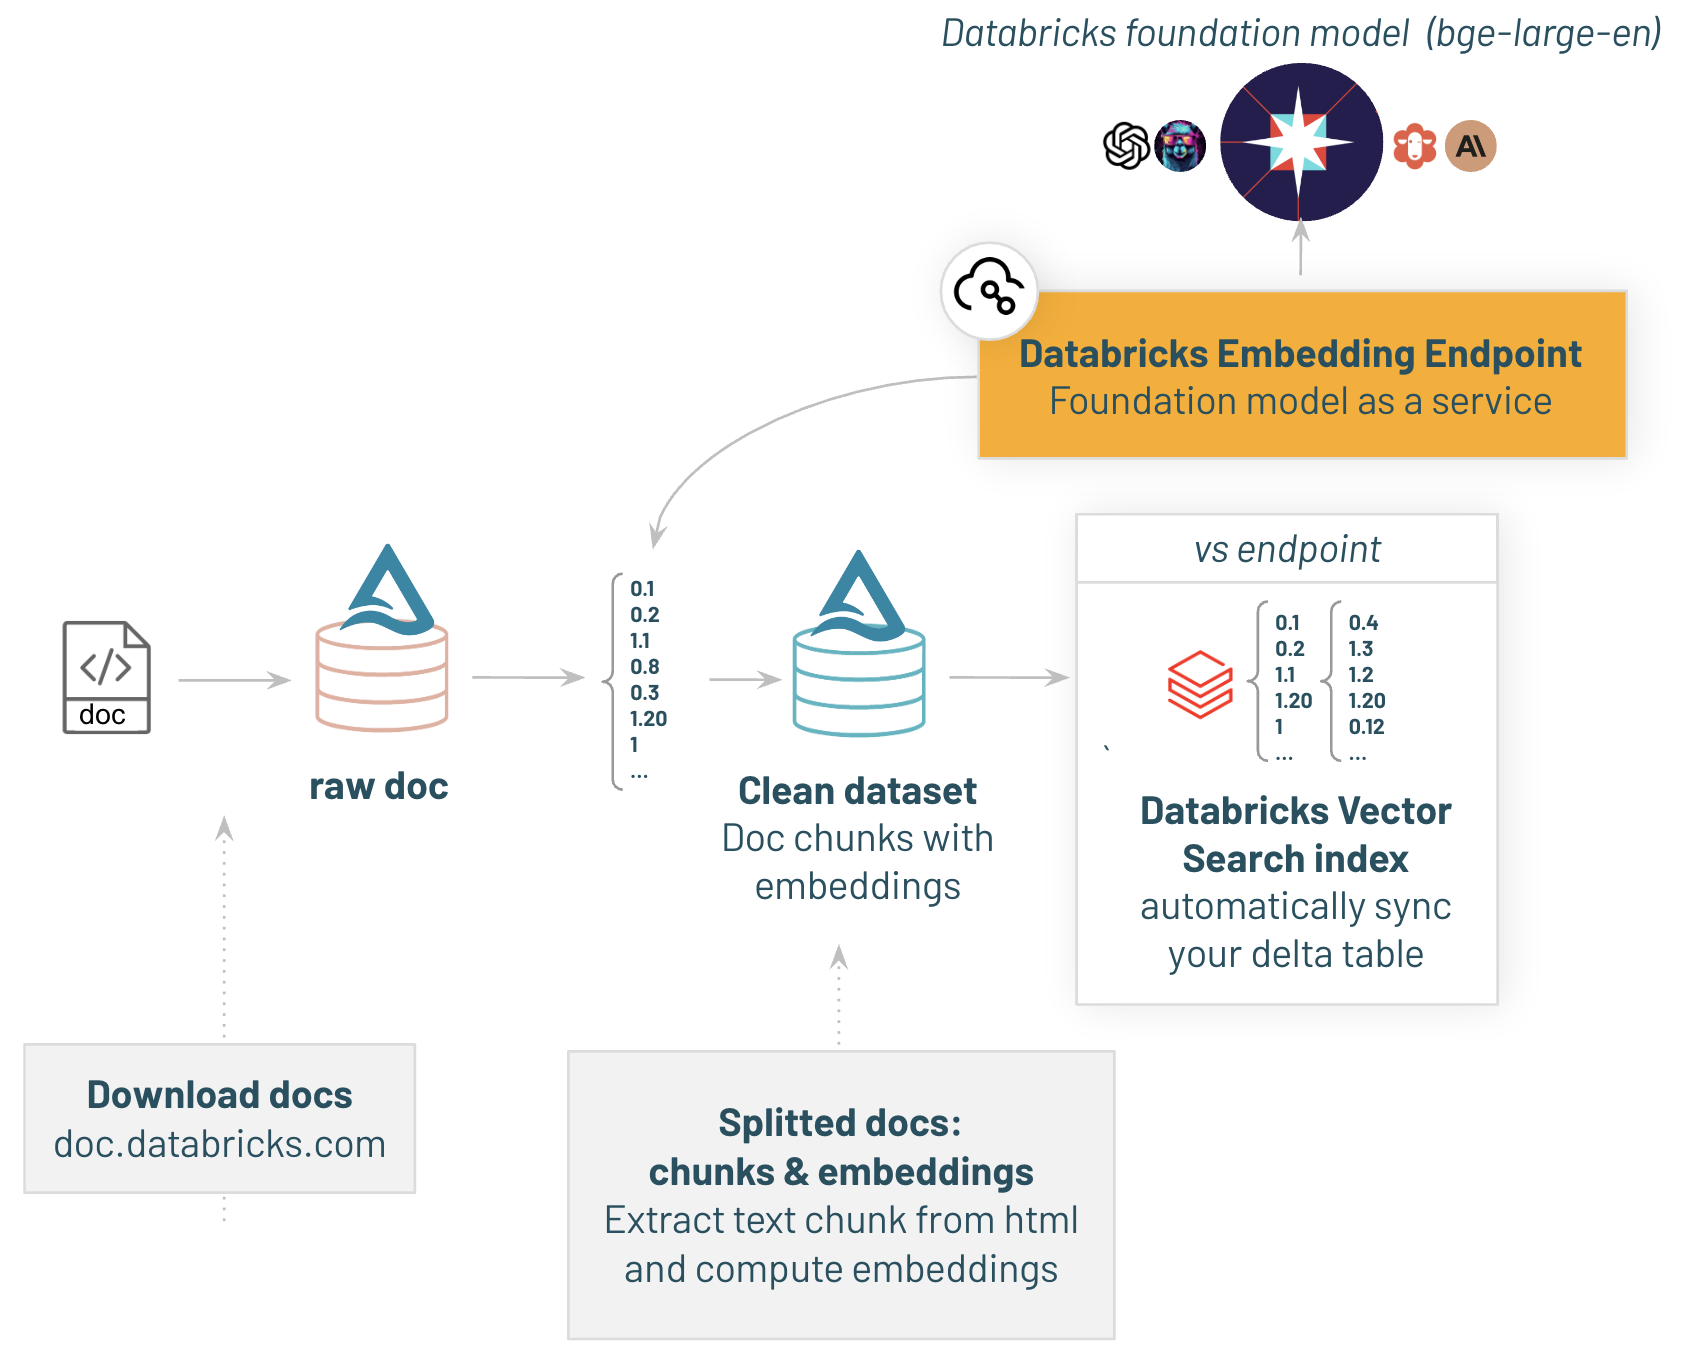 Databricks foundation model (bge-large-en)
Databricks Embedding Endpoint
Foundation model as a service
vs endpoint
</>
doc
raw doc
0.1
0.2
1.1
0.8
0.3
1.20
1
...
Clean dataset
Doc chunks with
embeddings
0.1
0.2
1.1
1.20
1
...
0.4
1.3
1.2
1.20
0.12
...
`
Databricks Vector
Search index
automatically sync
your delta table
Download docs
doc.databricks.com
Splitted docs:
chunks & embeddings
Extract text chunk from html
and compute embeddings